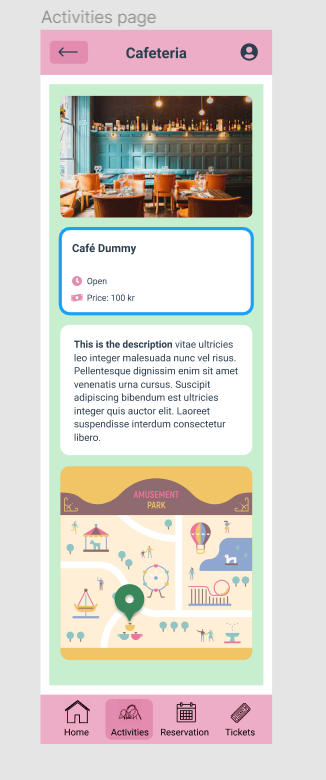 Activities page
Cafeteria
Café Dummy
Open
Price: 100 kr
This is the description vitae ultricies
leo integer malesuada nunc vel risus.
Pellentesque dignissim enim sit amet
venenatis urna cursus. Suscipit
adipiscing bibendum est ultricies
integer quis auctor elit. Laoreet
suspendisse interdum consectetur
libero.
AMUSEMENT
PARK
Home
Activities
Reservation
Tickets